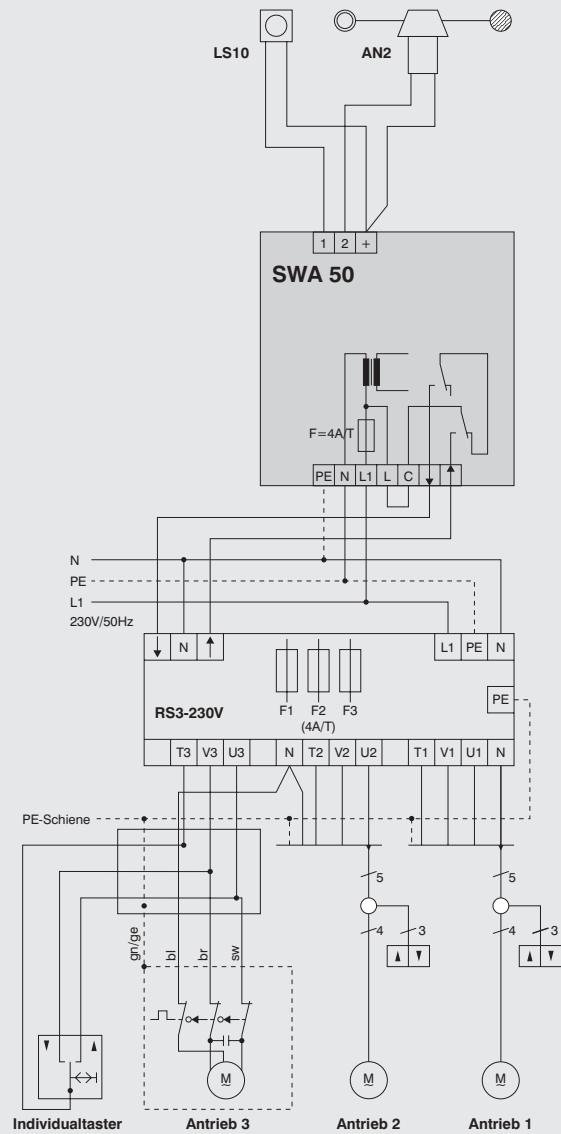 LS10 AN2
1 2 +
SWA 50
F=4A/T
PE N L1 L C
N
PE
L1
230V/50Hz
N L1 PE N
PE
RS3-230V F1 F2 F3
(4A/T)
T3 V3 U3 N T2 V2 U2 T1 V1 U1 N
PE-Schiene
5 5
4 3 4 3
gn/ge bl br sw
M M M
Individualtaster Antrieb 3 Antrieb 2 Antrieb 1